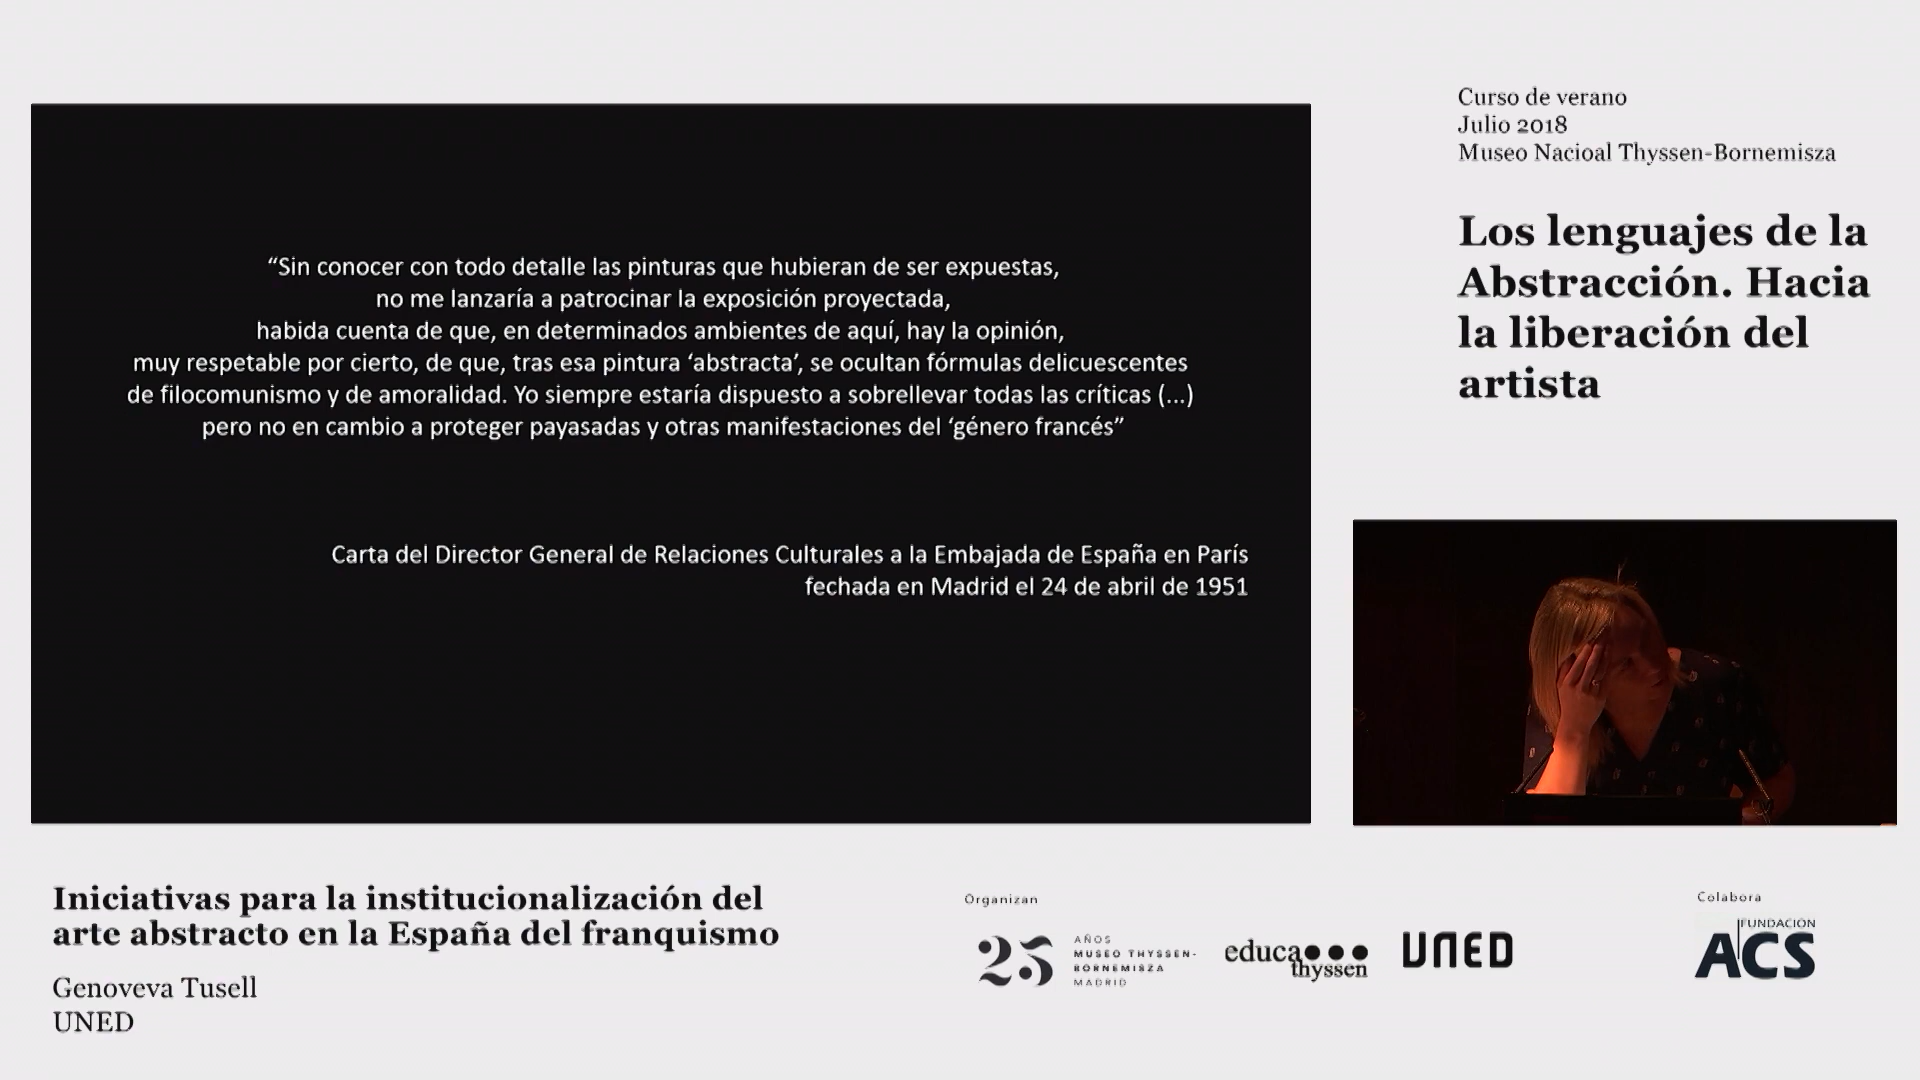 Curso de verano
Julio 2018
Museo Nacioal Thyssen-Bornemisza
Los lenguajes de la
Abstracción. Hacia
la liberación del
artista
“Sin conocer con todo detalle las pinturas que hubieran de ser expuestas,
no me lanzaría a patrocinar la exposición proyectada,
habida cuenta de que, en determinados ambientes de aquí, hay la opinión,
muy respetable por cierto, de que, tras esa pintura ‘abstracta’, se ocultan fórmulas delicuescentes
de filocomunismo y de amoralidad. Yo siempre estaría dispuesto a sobrellevar todas las críticas (...)
pero no en cambio a proteger payasadas y otras manifestaciones del ‘género francés”
Carta del Director General de Relaciones Culturales a la Embajada de España en París
fechada en Madrid el 24 de abril de 1951
Iniciativas para la institucionalización del
arte abstracto en la España del franquismo
Genoveva Tusell
UNED
Organizan
25
AÑOS
MUSEO THYSSEN-
BORNEMISZA
MADRID
educa
thyssen
UNED
Colabora
FUNDACIÓN
ACS